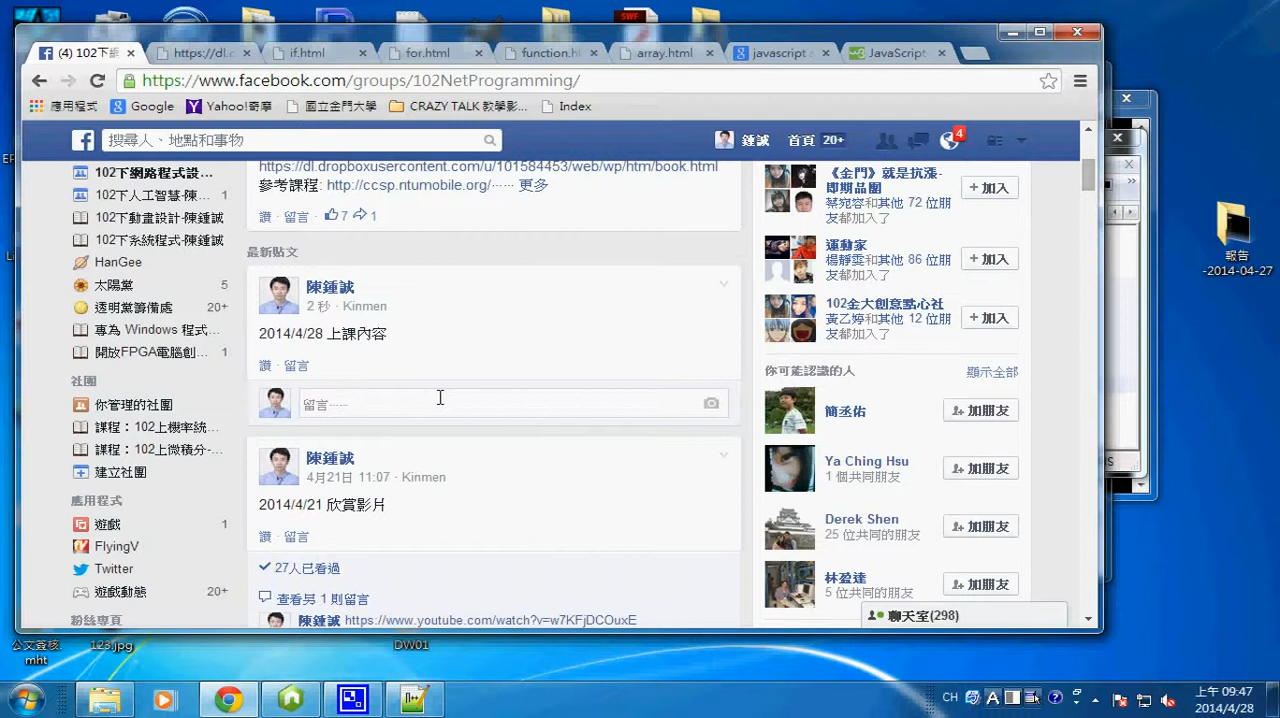 SWF
(4) 102下網
https://dl.c
if.html
for.html
function.h
array.html
javascript
JavaScript
https://www.facebook.com/groups/102NetProgramming/
應用程式
Google
Yahoo!奇摩
國立金門大學
CRAZY TALK 教學影...
Index
搜尋人、地點和事物
鍾誠
首頁 20+
4
102下網路程式設...
102下人工智慧-陳...
1
102下動畫設計-陳鍾誠
102下系統程式-陳鍾誠
HanGee
太陽黨
5
透明黨籌備處
20+
專為 Windows 程式...
開放FPGA電腦創...
1
社團
你管理的社團
課程：102上機率統...
課程：102上微積分-...
建立社團
應用程式
遊戲
1
FlyingV
Twitter
遊戲動態
20+
粉絲專頁
https://dl.dropboxusercontent.com/u/101584453/web/wp/htm/book.html
參考課程: http://ccsp.ntumobile.org/...... 更多
讚 · 留言 · 7 1
最新貼文
陳鍾誠
2 秒 · Kinmen
2014/4/28 上課內容
讚 · 留言
留言......
陳鍾誠
4月21日 11:07 · Kinmen
2014/4/21 欣賞影片
讚 · 留言
27人已看過
查看另 1 則留言
陳鍾誠 https://www.youtube.com/watch?v=w7KFjDCOuxE
《金門》就是抗漲-
即期品團
蔡宛容和其他 72 位朋
友都加入了
+ 加入
運動家
楊靜雯和其他 86 位朋
友都加入了
+ 加入
102金大創意點心社
黃乙婷和其他 12 位朋
友都加入了
+ 加入
你可能認識的人
顯示全部
簡丞佑
加朋友
Ya Ching Hsu
1 個共同朋友
加朋友
Derek Shen
25 位共同的朋友
加朋友
林盈達
5 位共同的朋友
加朋友
聊天室(298)
報告
-2014-04-27
mht
123.jpg
DW01
CH
上午 09:47
2014/4/28